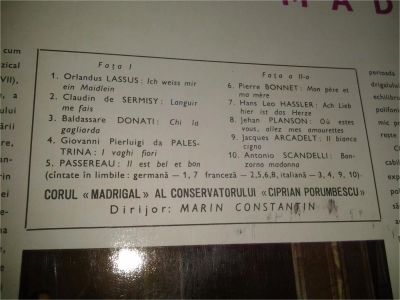 MAD
Fața I
1. Orlandus LASSUS: Ich weiss mir
ein Maidlein
2. Claudin de SERMISY: Languir
me fais
3. Baldassare DONATI: Chi la
gagliarda
4. Giovanni Pierluigi da PALES-
TRINA: I vaghi fiori
5. PASSEREAU: Il est bel et bon
Fața a II-a
6. Pierre BONNET: Mon père et
ma mère
7. Hans Leo HASSLER: Ach Lieb
hier ist das Herze
8. Jehan PLANSON: Où estes
vous, allez mes amourettes
9. Jacques ARCADELT: Il bianco
cigno
10. Antonio SCANDELLI: Bon-
zorno madonna
(cîntate în limbile: germană — 1, 7 franceză — 2,5,6,8, italiană — 3, 4, 9, 10).
CORUL «MADRIGAL» AL CONSERVATORULUI «CIPRIAN PORUMBESCU»
Dirijor: MARIN CONSTANTIN